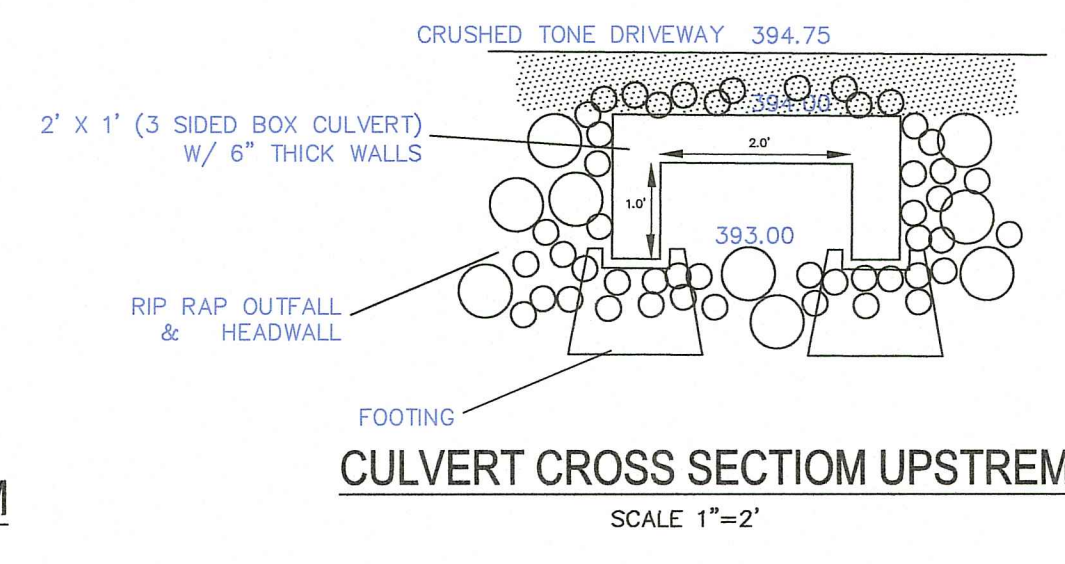 CRUSHED TONE DRIVEWAY 394.75
394.00
2' X 1' (3 SIDED BOX CULVERT)
W/ 6" THICK WALLS
2.0'
1.0'
393.00
RIP RAP OUTFALL
& HEADWALL
FOOTING
CULVERT CROSS SECTIOM UPSTREM
SCALE 1"=2'
M